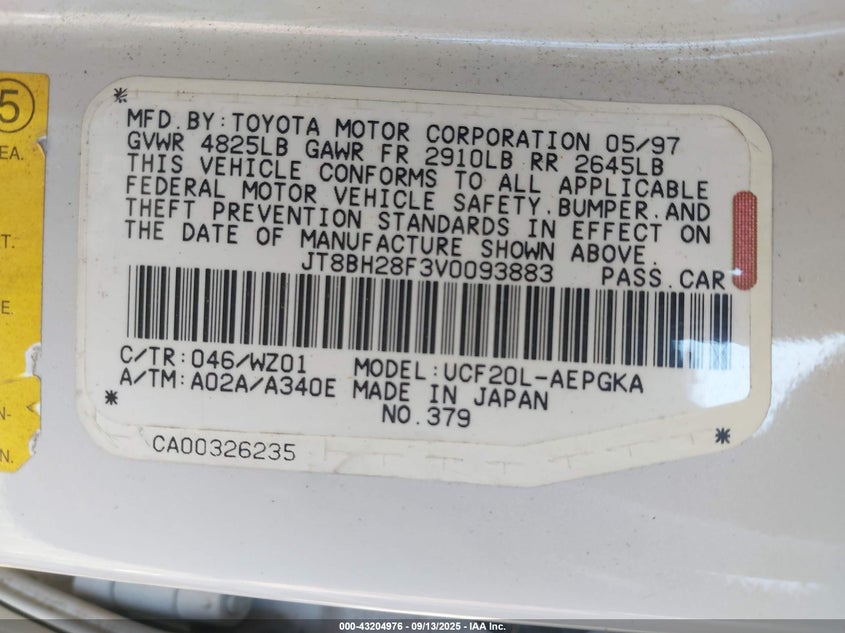 5
EA.
T.
E.
N-
N.
MFD.BY:TOYOTA MOTOR CORPORATION 05/97
GVWR 4825LB GAWR FR 2910LB RR 2645LB
THIS VEHICLE CONFORMS TO ALL APPLICABLE
FEDERAL MOTOR VEHICLE SAFETY,BUMPER,AND
THEFT PREVENTION STANDARDS IN EFFECT ON
THE DATE OF MANUFACTURE SHOWN ABOVE.
JT8BH28F3V0093883 PASS.CAR
C/TR:046/WZ01 MODEL:UCF20L-AEPGKA
A/TM:A02A/A340E MADE IN JAPAN
NO.379
CA00326235
000-43204976 - 09/13/2025 - IAA Inc.